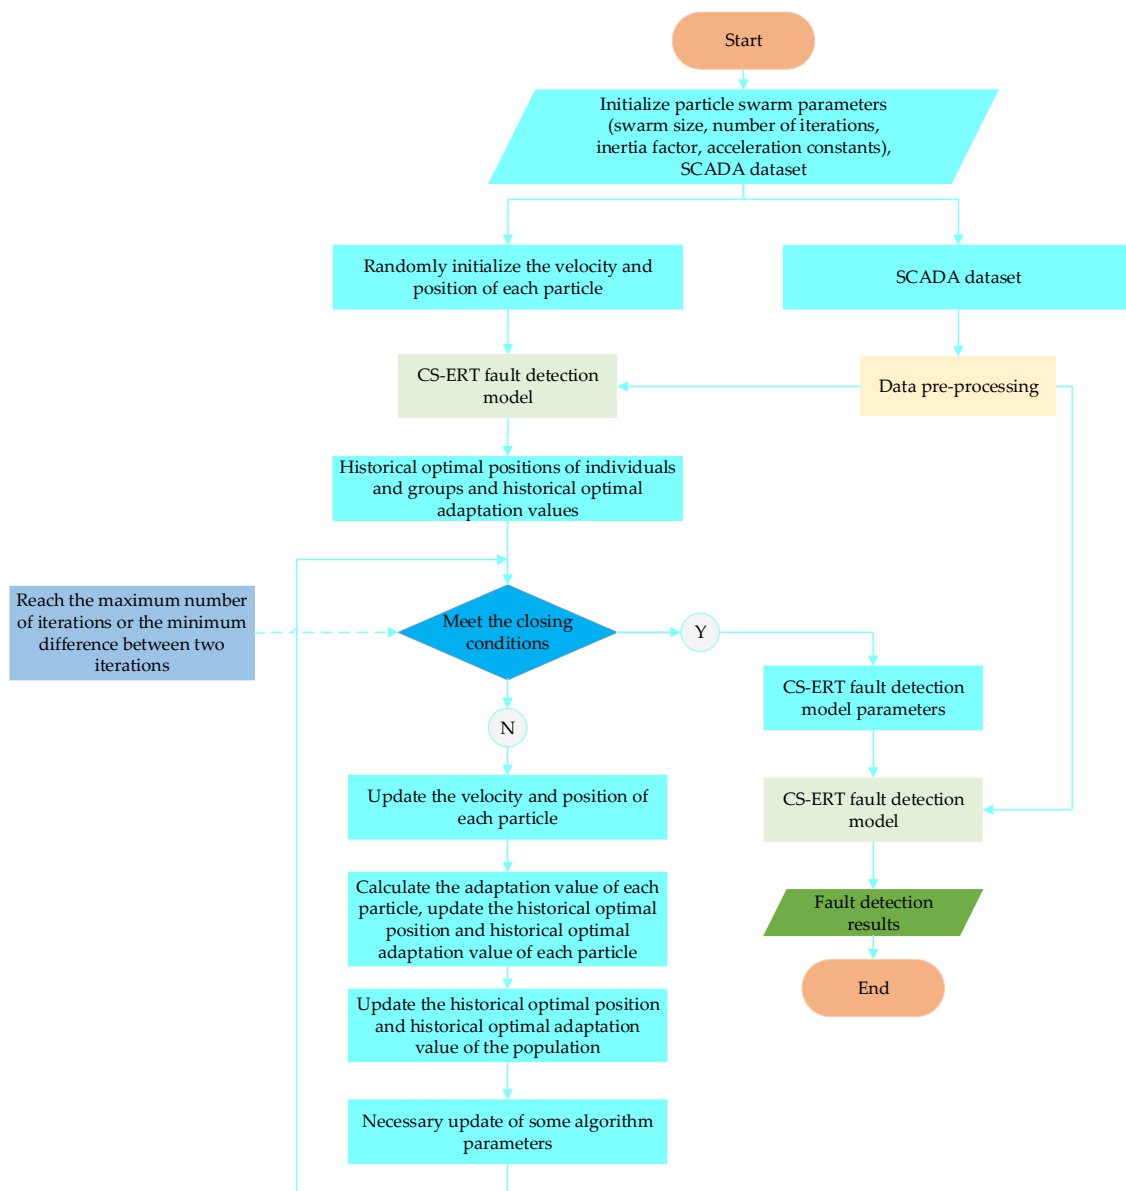 Start
Initialize particle swarm parameters
(swarm size, number of iterations,
inertia factor, acceleration constants),
SCADA dataset
Randomly initialize the velocity and
position of each particle
SCADA dataset
CS-ERT fault detection
model
Data pre-processing
Historical optimal positions of individuals
and groups and historical optimal
adaptation values
Reach the maximum number
of iterations or the minimum
difference between two
iterations
Meet the closing
conditions
Y
N
CS-ERT fault detection
model parameters
Update the velocity and position of
each particle
CS-ERT fault detection
model
Calculate the adaptation value of each
particle, update the historical optimal
position and historical optimal
adaptation value of each particle
Fault detection
results
End
Update the historical optimal position
and historical optimal adaptation
value of the population
Necessary update of some algorithm
parameters